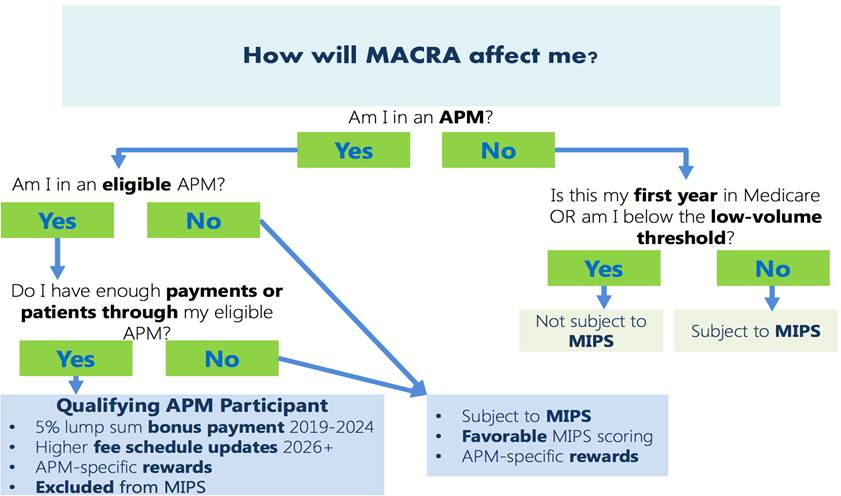 How will MACRA affect me?
Am I in an APM?
Yes
No
Am I in an eligible APM?
Yes
No
Is this my first year in Medicare
OR am I below the low-volume
threshold?
Yes
No
Not subject to
MIPS
Subject to MIPS
Do I have enough payments or
patients through my eligible
APM?
Yes
No
Qualifying APM Participant
• 5% lump sum bonus payment 2019-2024
• Higher fee schedule updates 2026+
• APM-specific rewards
• Excluded from MIPS
• Subject to MIPS
• Favorable MIPS scoring
• APM-specific rewards